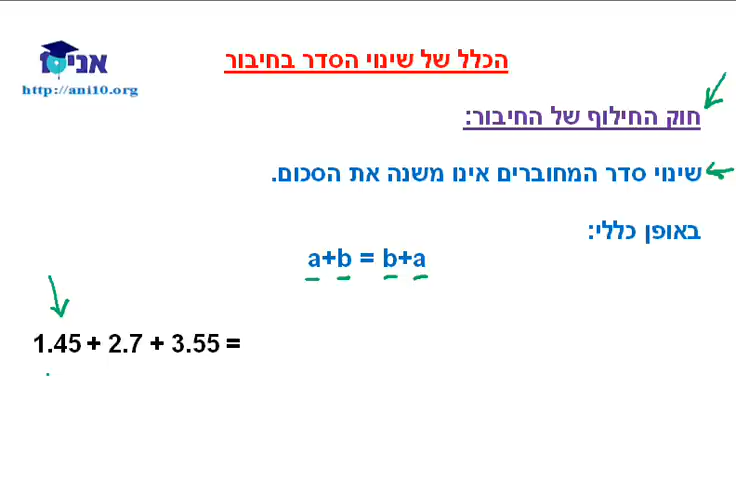 הכלל של שינוי הסדר בחיבור
אני10
http://ani10.org
חוק החילוף של החיבור:
שינוי סדר המחוברים אינו משנה את הסכום.
באופן כללי:
a+b = b+a
1.45 + 2.7 + 3.55 =